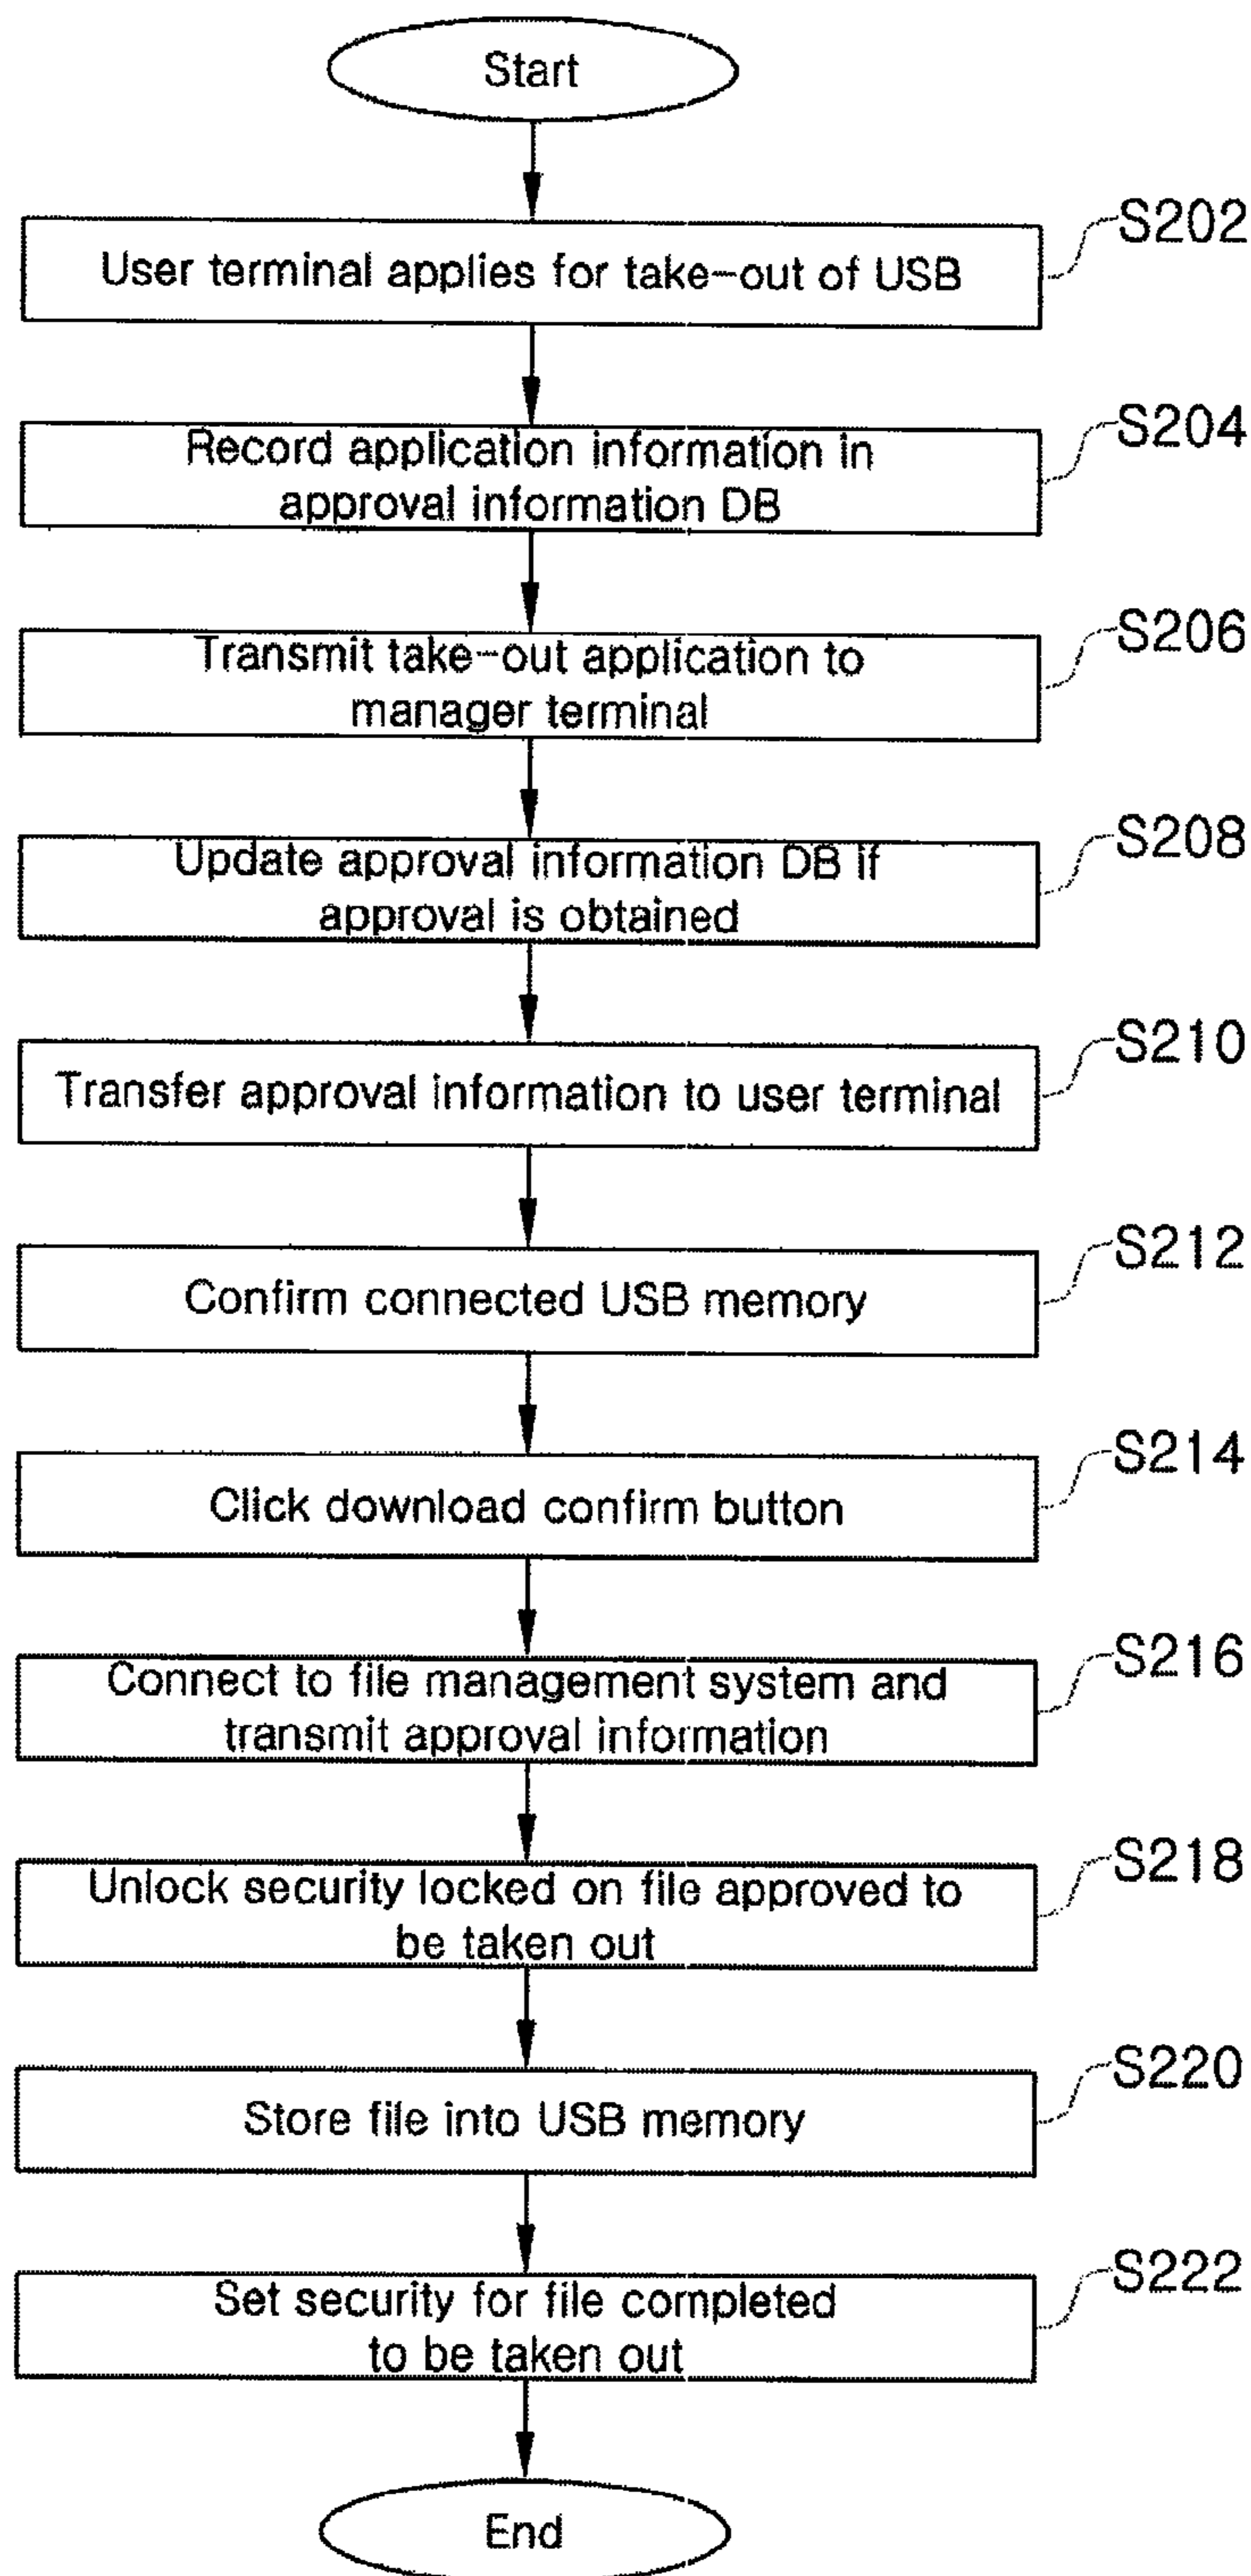 Start
S202
User terminal applies for take-out of USB
S204
Record application information in
approval information DB
S206
Transmit take-out application to
manager terminal
S208
Update approval information DB if
approval is obtained
S210
Transfer approval information to user terminal
S212
Confirm connected USB memory
S214
Click download confirm button
S216
Connect to file management system and
transmit approval information
S218
Unlock security locked on file approved to
be taken out
S220
Store file into USB memory
S222
Set security for file completed
to be taken out
End